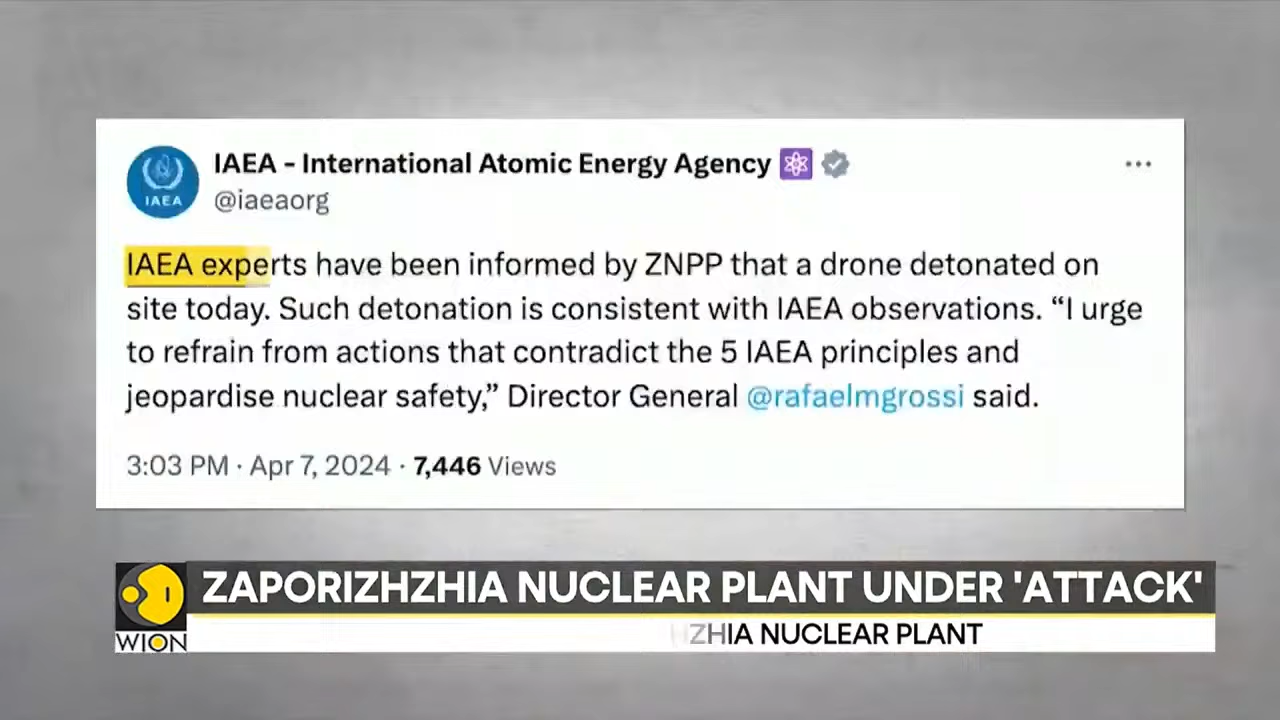 IAEA - International Atomic Energy Agency
@iaeaorg
IAEA
IAEA experts have been informed by ZNPP that a drone detonated on
site today. Such detonation is consistent with IAEA observations. “I urge
to refrain from actions that contradict the 5 IAEA principles and
jeopardise nuclear safety,” Director General @rafaelmgrossi said.
3:03 PM · Apr 7, 2024 · 7,446 Views
ZAPORIZHZHIA NUCLEAR PLANT UNDER 'ATTACK'
HZHIA NUCLEAR PLANT
WION